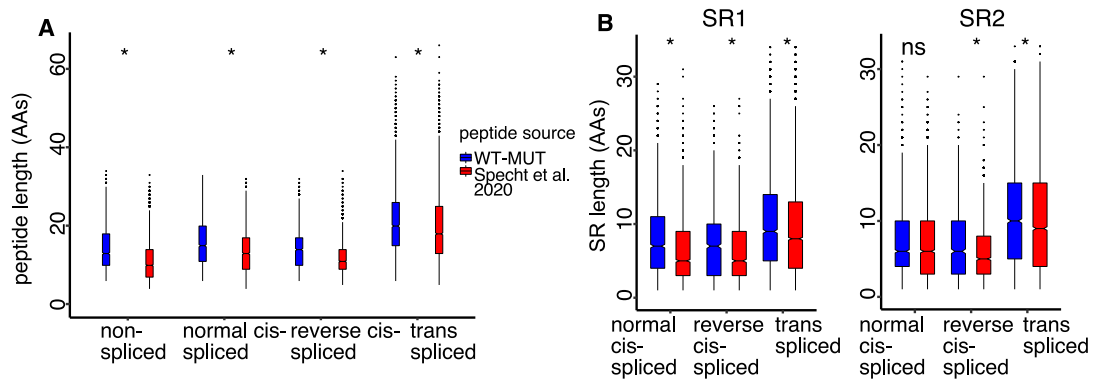 A
peptide length (AAs)
60
40
20
0
* * * *
non-
spliced
normal cis-
spliced
reverse cis-
spliced
trans
spliced
peptide source
WT-MUT
Specht et al.
2020
B
SR1
SR length (AAs)
30
20
10
0
* * *
normal
cis-
spliced
reverse
cis-
spliced
trans
spliced
SR2
30
20
10
0
ns * *
normal
cis-
spliced
reverse
cis-
spliced
trans
spliced